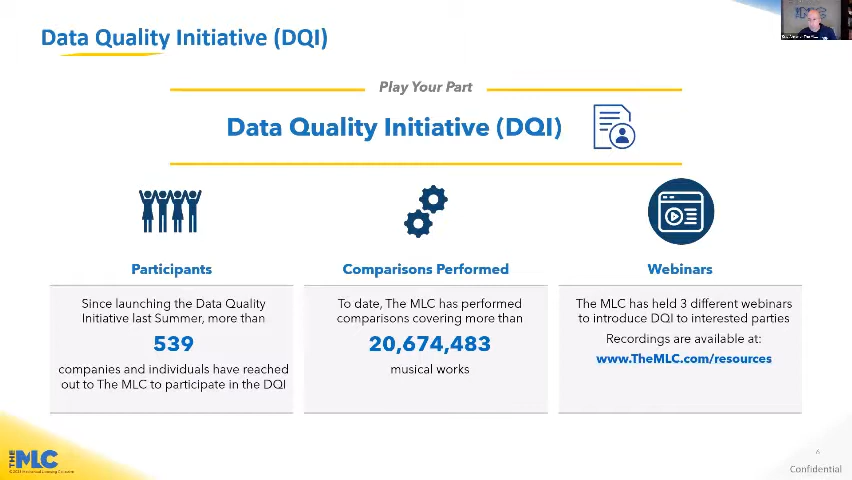 Data Quality Initiative (DQI)
Play Your Part
Data Quality Initiative (DQI)
Participants
Since launching the Data Quality
Initiative last Summer, more than
539
companies and individuals have reached
out to The MLC to participate in the DQI
Comparisons Performed
To date, The MLC has performed
comparisons covering more than
20,674,483
musical works
Webinars
The MLC has held 3 different webinars
to introduce DQI to interested parties
Recordings are available at:
www.TheMLC.com/resources
THE MLC
6
Confidential